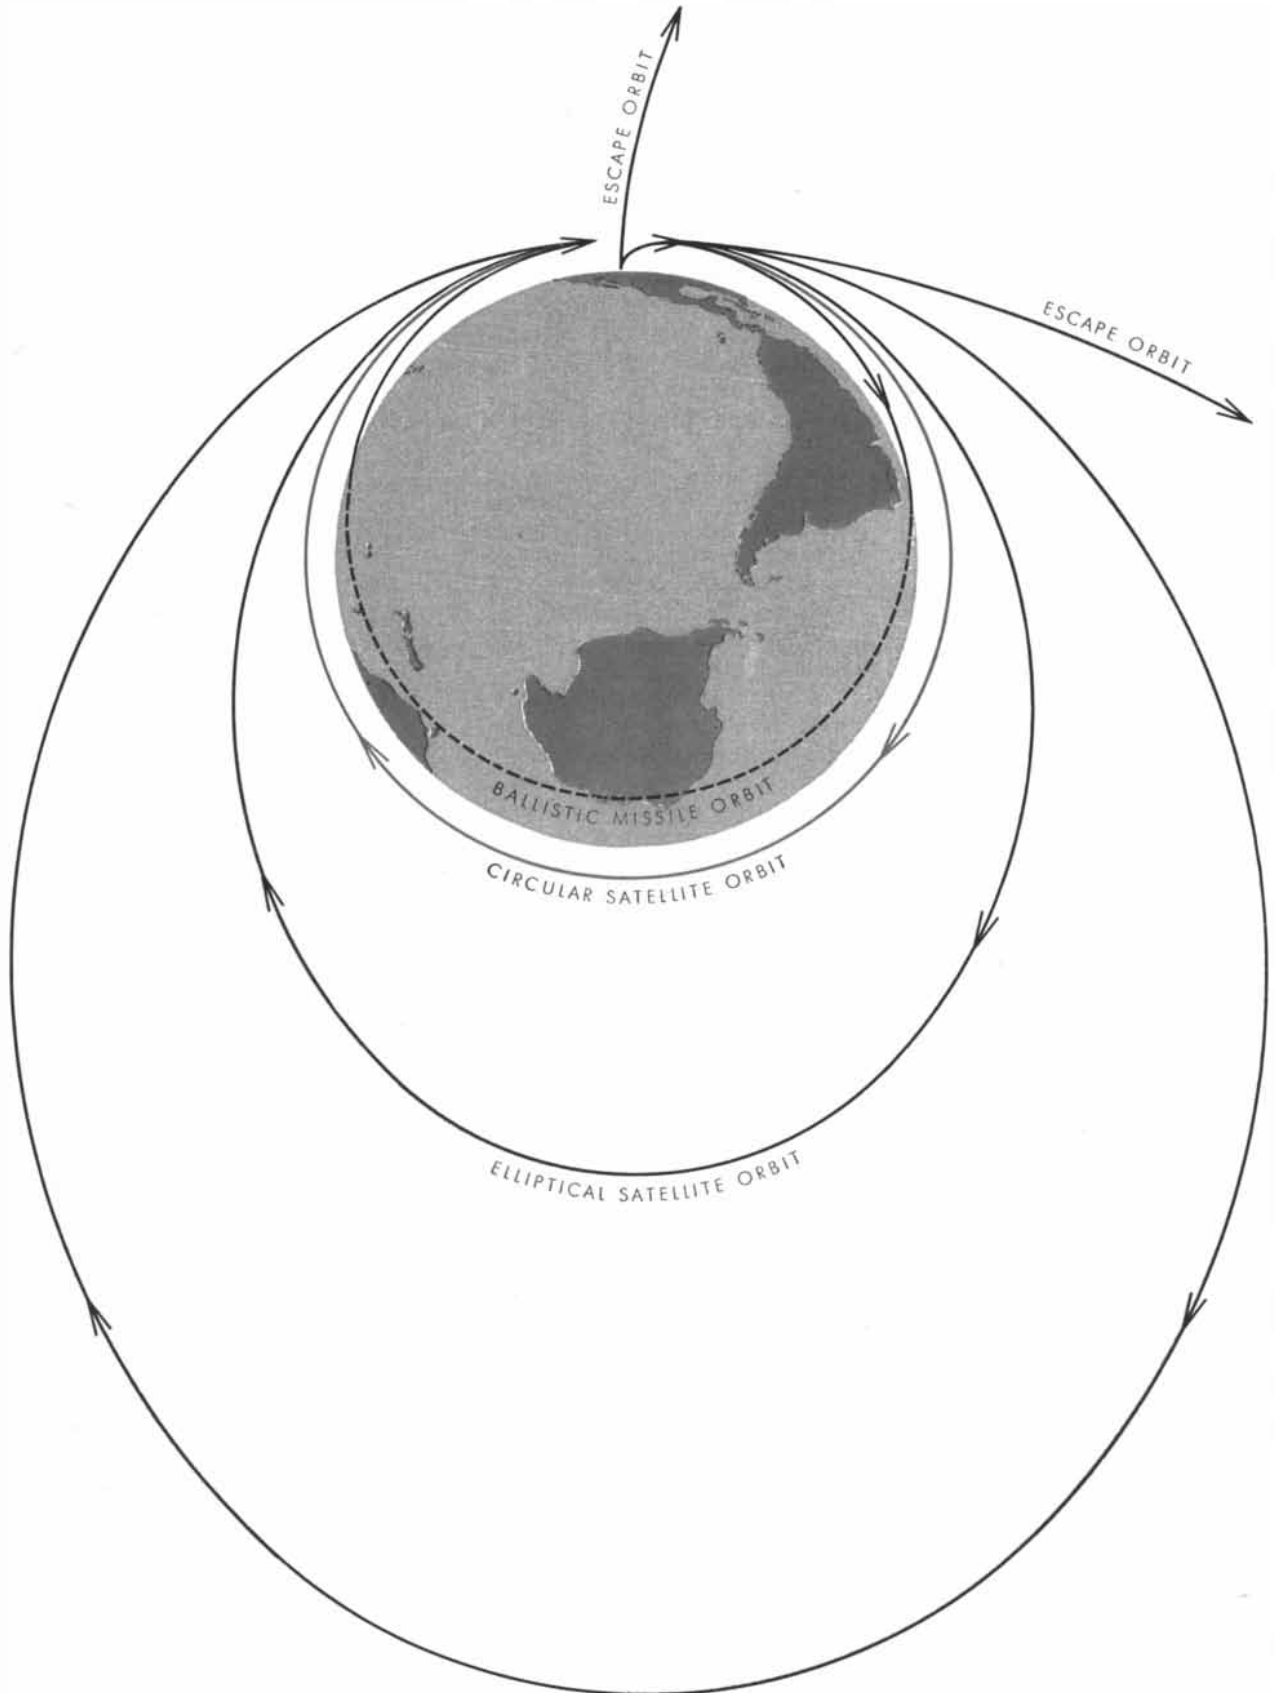 ESCAPE ORBIT
ESCAPE ORBIT
BALLISTIC MISSILE ORBIT
CIRCULAR SATELLITE ORBIT
ELLIPTICAL SATELLITE ORBIT